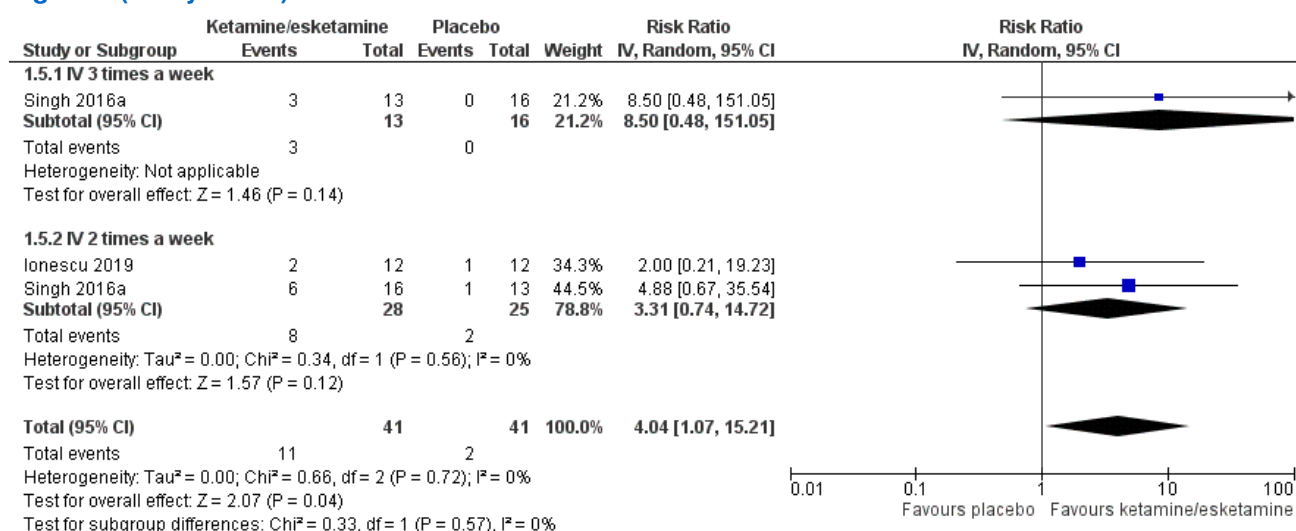 Ketamine/esketamine Placebo Risk Ratio Risk Ratio
Study or Subgroup Events Total Events Total Weight IV, Random, 95% CI IV, Random, 95% CI
1.5.1 IV 3 times a week
Singh 2016a 3 13 0 16 21.2% 8.50 [0.48, 151.05]
Subtotal (95% CI) 13 16 21.2% 8.50 [0.48, 151.05]
Total events 3 0
Heterogeneity: Not applicable
Test for overall effect: Z = 1.46 (P = 0.14)
1.5.2 IV 2 times a week
Ionescu 2019 2 12 1 12 34.3% 2.00 [0.21, 19.23]
Singh 2016a 6 16 1 13 44.5% 4.88 [0.67, 35.54]
Subtotal (95% CI) 28 25 78.8% 3.31 [0.74, 14.72]
Total events 8 2
Heterogeneity: Tau² = 0.00; Chi² = 0.34, df = 1 (P = 0.56); I² = 0%
Test for overall effect: Z = 1.57 (P = 0.12)
Total (95% CI) 41 41 100.0% 4.04 [1.07, 15.21]
Total events 11 2
Heterogeneity: Tau² = 0.00; Chi² = 0.66, df = 2 (P = 0.72); I² = 0%
Test for overall effect: Z = 2.07 (P = 0.04)
Test for subgroup differences: Chi² = 0.33, df = 1 (P = 0.57), I² = 0%
0.01 0.1 1 10 100
Favours placebo Favours ketamine/esketamine